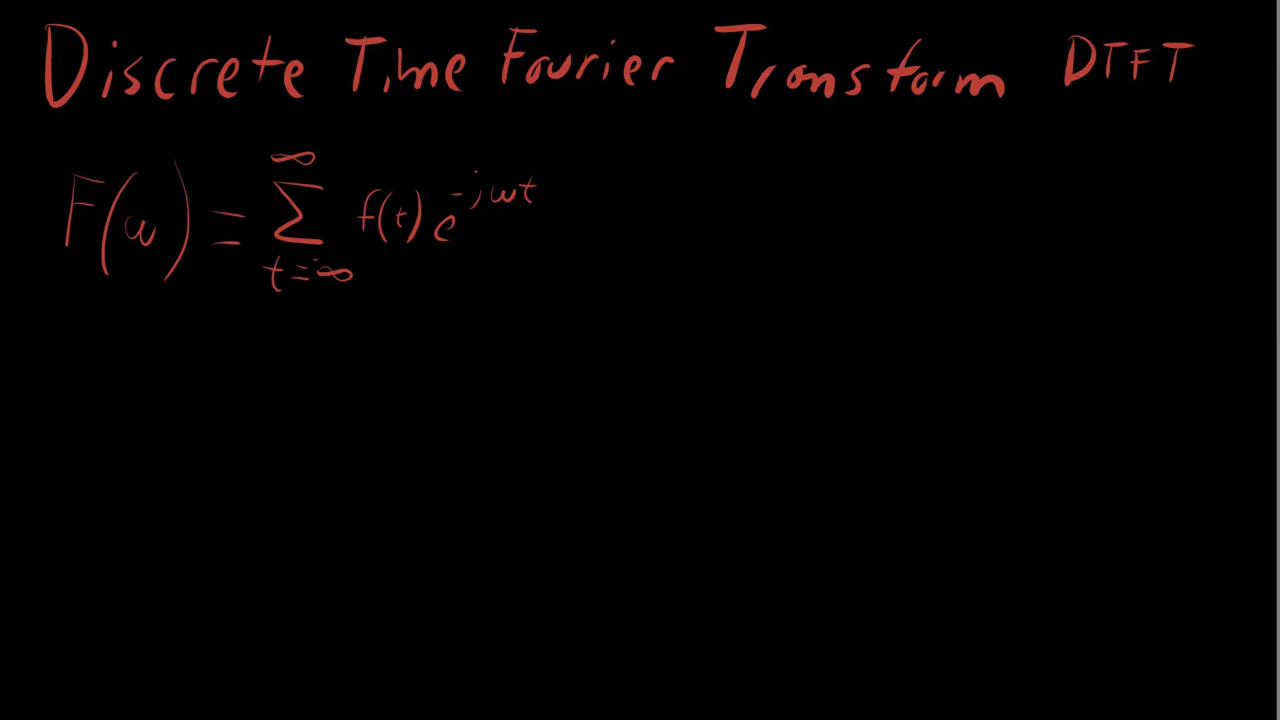 Discrete Time Fourier Transform DTFT
F(ω) = ∞∑t=-∞ f(t) e^-jωt